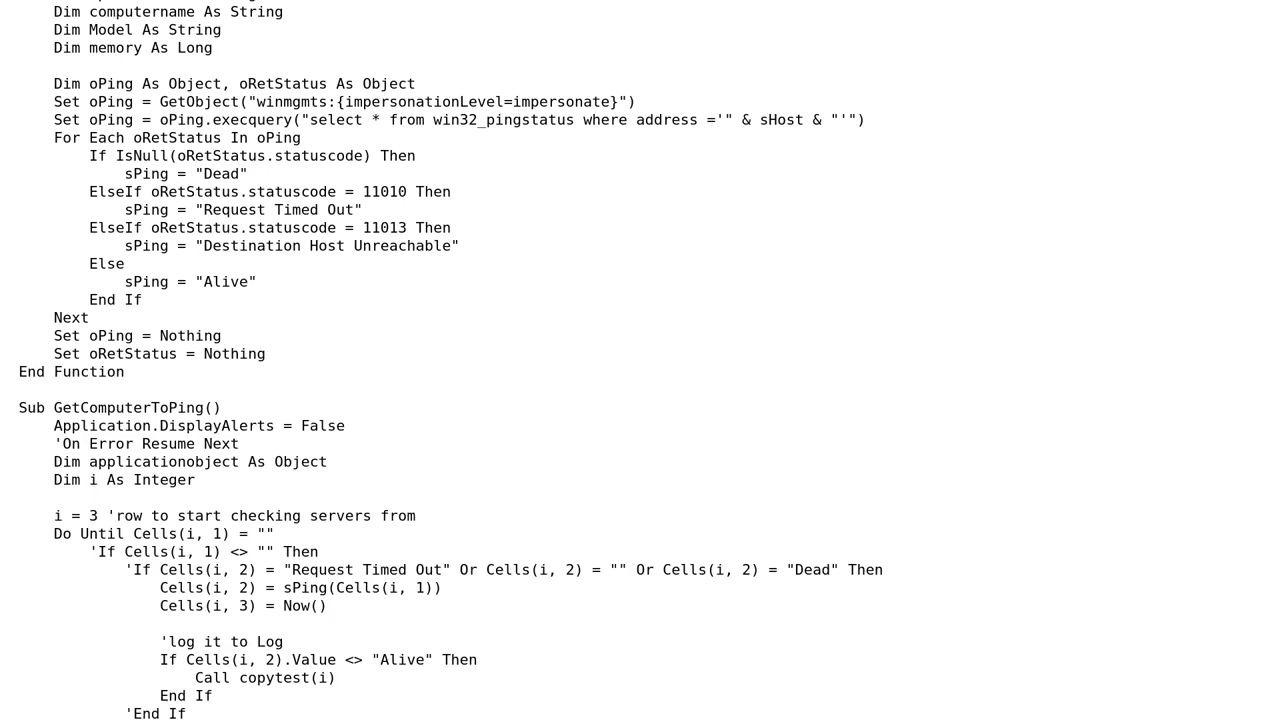 Dim computername As String
    Dim Model As String
    Dim memory As Long

    Dim oPing As Object, oRetStatus As Object
    Set oPing = GetObject("winmgmts:{impersonationLevel=impersonate}")
    Set oPing = oPing.execquery("select * from win32_pingstatus where address ='" & sHost & "'")
    For Each oRetStatus In oPing
        If IsNull(oRetStatus.statuscode) Then
            sPing = "Dead"
        ElseIf oRetStatus.statuscode = 11010 Then
            sPing = "Request Timed Out"
        ElseIf oRetStatus.statuscode = 11013 Then
            sPing = "Destination Host Unreachable"
        Else
            sPing = "Alive"
        End If
    Next
    Set oPing = Nothing
    Set oRetStatus = Nothing
End Function

Sub GetComputerToPing()
    Application.DisplayAlerts = False
    'On Error Resume Next
    Dim applicationobject As Object
    Dim i As Integer

    i = 3 'row to start checking servers from
    Do Until Cells(i, 1) = ""
        'If Cells(i, 1) <> "" Then
            'If Cells(i, 2) = "Request Timed Out" Or Cells(i, 2) = "" Or Cells(i, 2) = "Dead" Then
                Cells(i, 2) = sPing(Cells(i, 1))
                Cells(i, 3) = Now()

                'log it to Log
                If Cells(i, 2).Value <> "Alive" Then
                    Call copytest(i)
                End If
            'End If